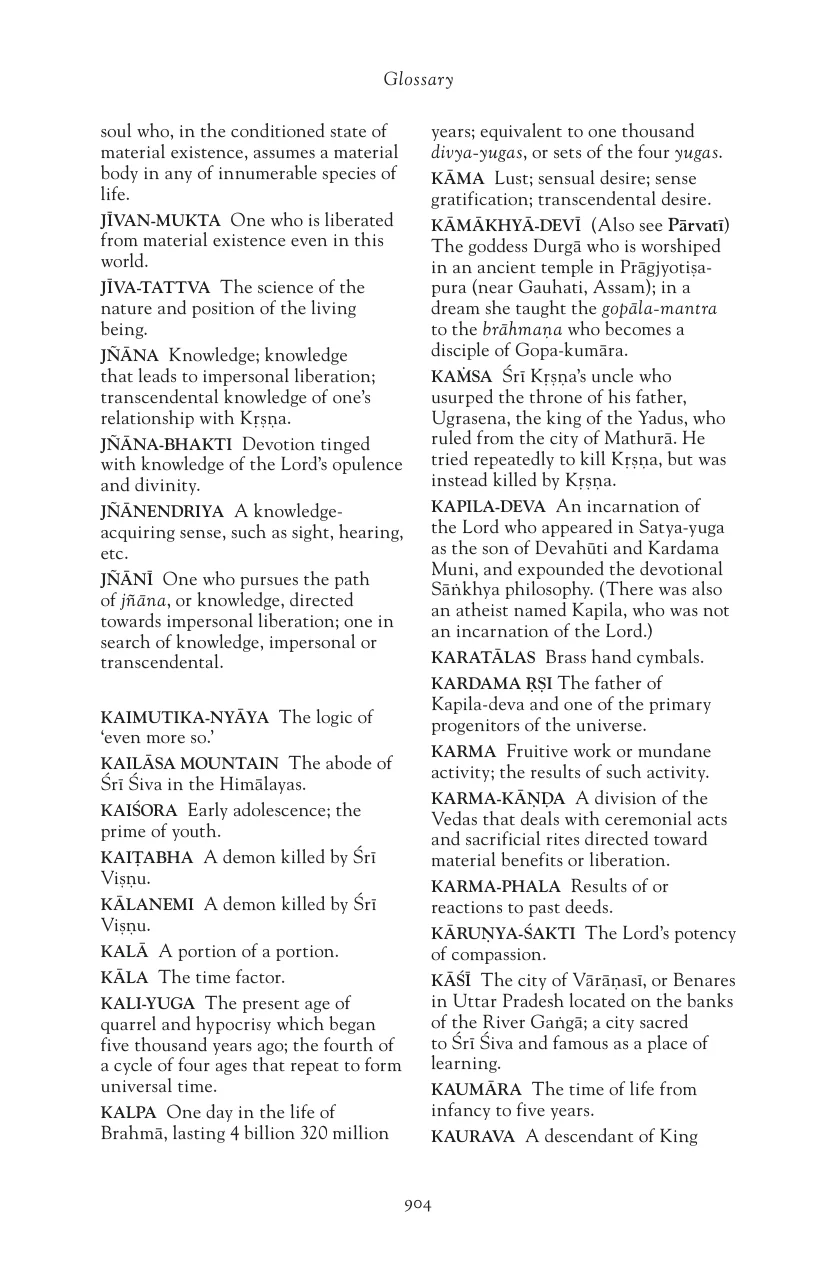 Glossary
soul who, in the conditioned state of
material existence, assumes a material
body in any of innumerable species of
life.
JĪVAN-MUKTA One who is liberated
from material existence even in this
world.
JĪVA-TATTVA The science of the
nature and position of the living
being.
JÑĀNA Knowledge; knowledge
that leads to impersonal liberation;
transcendental knowledge of one’s
relationship with Kṛṣṇa.
JÑĀNA-BHAKTI Devotion tinged
with knowledge of the Lord’s opulence
and divinity.
JÑĀNENDRIYA A knowledge-
acquiring sense, such as sight, hearing,
etc.
JÑĀNĪ One who pursues the path
of jñāna, or knowledge, directed
towards impersonal liberation; one in
search of knowledge, impersonal or
transcendental.
KAIMUTIKA-NYĀYA The logic of
‘even more so.’
KAILĀSA MOUNTAIN The abode of
Śrī Śiva in the Himālayas.
KAIŚORA Early adolescence; the
prime of youth.
KAIṬABHA A demon killed by Śrī
Viṣṇu.
KĀLANEMI A demon killed by Śrī
Viṣṇu.
KALĀ A portion of a portion.
KĀLA The time factor.
KALI-YUGA The present age of
quarrel and hypocrisy which began
five thousand years ago; the fourth of
a cycle of four ages that repeat to form
universal time.
KALPA One day in the life of
Brahmā, lasting 4 billion 320 million
years; equivalent to one thousand
divya-yugas, or sets of the four yugas.
KĀMA Lust; sensual desire; sense
gratification; transcendental desire.
KĀMĀKHYĀ-DEVĪ (Also see Pārvatī)
The goddess Durgā who is worshiped
in an ancient temple in Prāgjyotiṣa-
pura (near Gauhati, Assam); in a
dream she taught the gopāla-mantra
to the brāhmaṇa who becomes a
disciple of Gopa-kumāra.
KAṀSA Śrī Kṛṣṇa’s uncle who
usurped the throne of his father,
Ugrasena, the king of the Yadus, who
ruled from the city of Mathurā. He
tried repeatedly to kill Kṛṣṇa, but was
instead killed by Kṛṣṇa.
KAPILA-DEVA An incarnation of
the Lord who appeared in Satya-yuga
as the son of Devahūti and Kardama
Muni, and expounded the devotional
Sāṅkhya philosophy. (There was also
an atheist named Kapila, who was not
an incarnation of the Lord.)
KARATĀLAS Brass hand cymbals.
KARDAMA ṚṢI The father of
Kapila-deva and one of the primary
progenitors of the universe.
KARMA Fruitive work or mundane
activity; the results of such activity.
KARMA-KĀṆḌA A division of the
Vedas that deals with ceremonial acts
and sacrificial rites directed toward
material benefits or liberation.
KARMA-PHALA Results of or
reactions to past deeds.
KĀRUṆYA-ŚAKTI The Lord’s potency
of compassion.
KĀŚĪ The city of Vārāṇasī, or Benares
in Uttar Pradesh located on the banks
of the River Gaṅgā; a city sacred
to Śrī Śiva and famous as a place of
learning.
KAUMĀRA The time of life from
infancy to five years.
KAURAVA A descendant of King
904